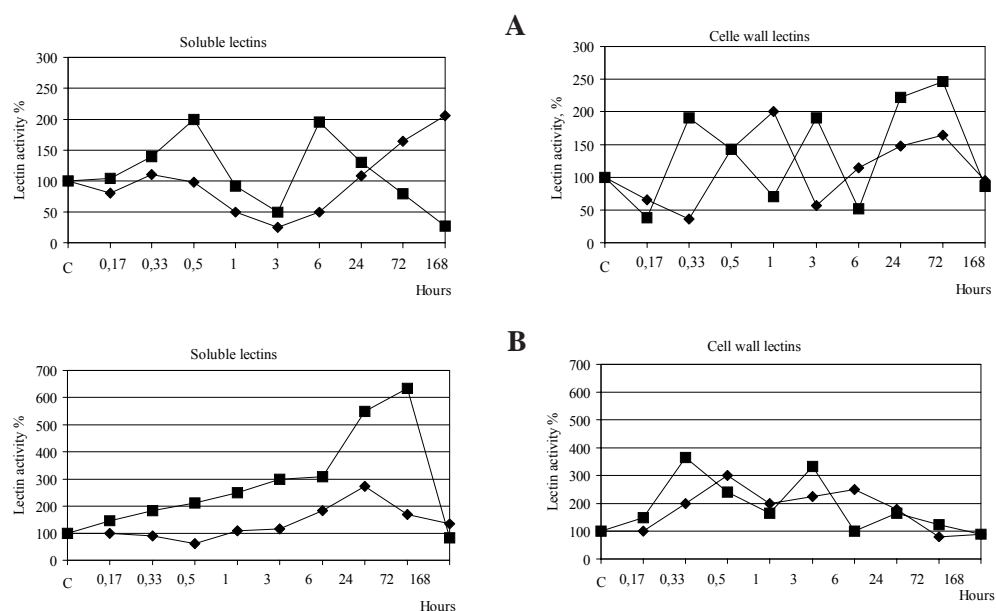 A
Soluble lectins
Lectin activity %
300
250
200
150
100
50
0
C 0,17 0,33 0,5 1 3 6 24 72 168
Hours
Celle wall lectins
Lectin activity, %
300
250
200
150
100
50
0
C 0,17 0,33 0,5 1 3 6 24 72 168
Hours
B
Soluble lectins
Lectin activity %
700
600
500
400
300
200
100
0
C 0,17 0,33 0,5 1 3 6 24 72 168
Hours
Cell wall lectins
Lectin activity %
700
600
500
400
300
200
100
0
C 0,17 0,33 0,5 1 3 6 24 72 168
Hours